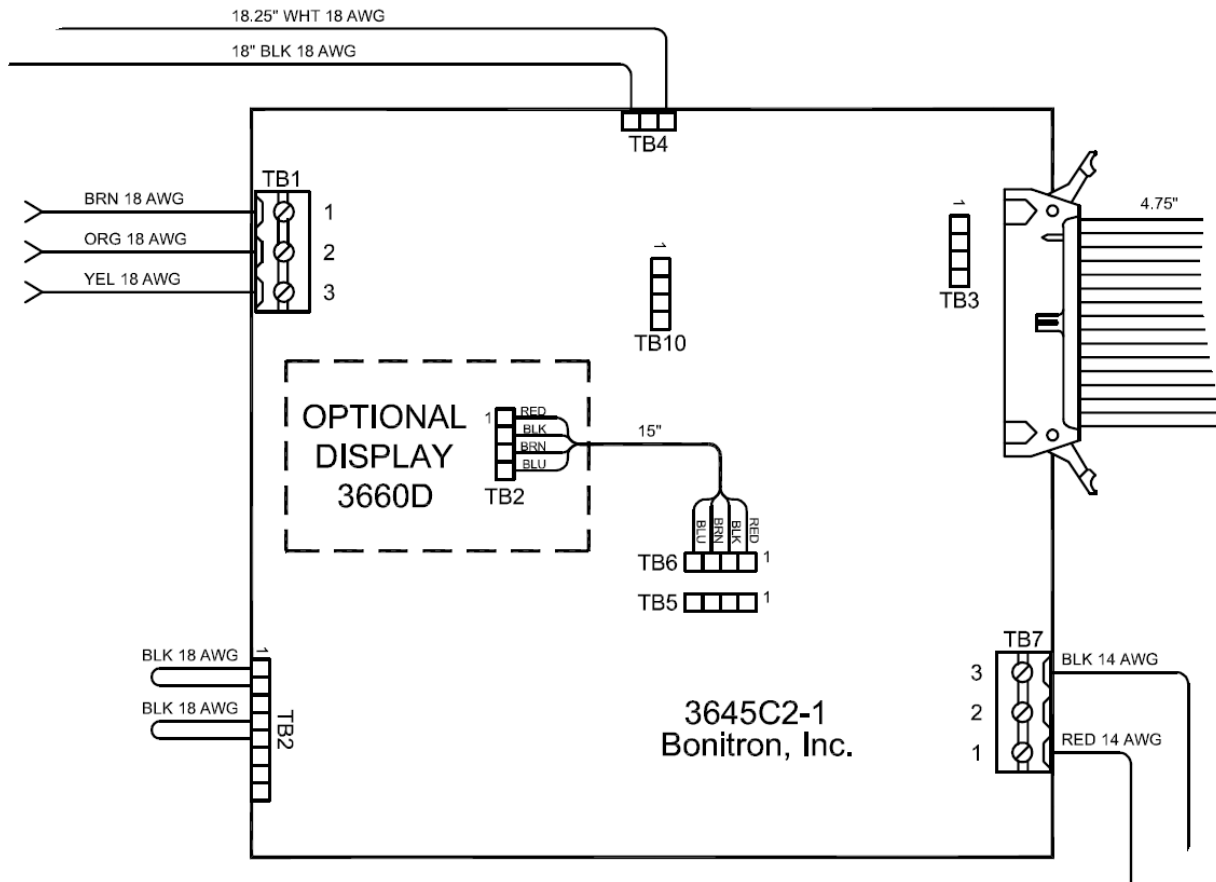 18.25" WHT 18 AWG
18" BLK 18 AWG
TB4
TB1
BRN 18 AWG
1
ORG 18 AWG
2
YEL 18 AWG
3
1
TB3
4.75"
1
TB10
OPTIONAL
DISPLAY
3660D
1
RED
BLK
BRN
BLU
TB2
15"
BLU
BRN
BLK
RED
TB6
1
TB5
1
BLK 18 AWG
BLK 18 AWG
1
TB2
TB7
3
BLK 14 AWG
2
1
RED 14 AWG
3645C2-1
Bonitron, Inc.